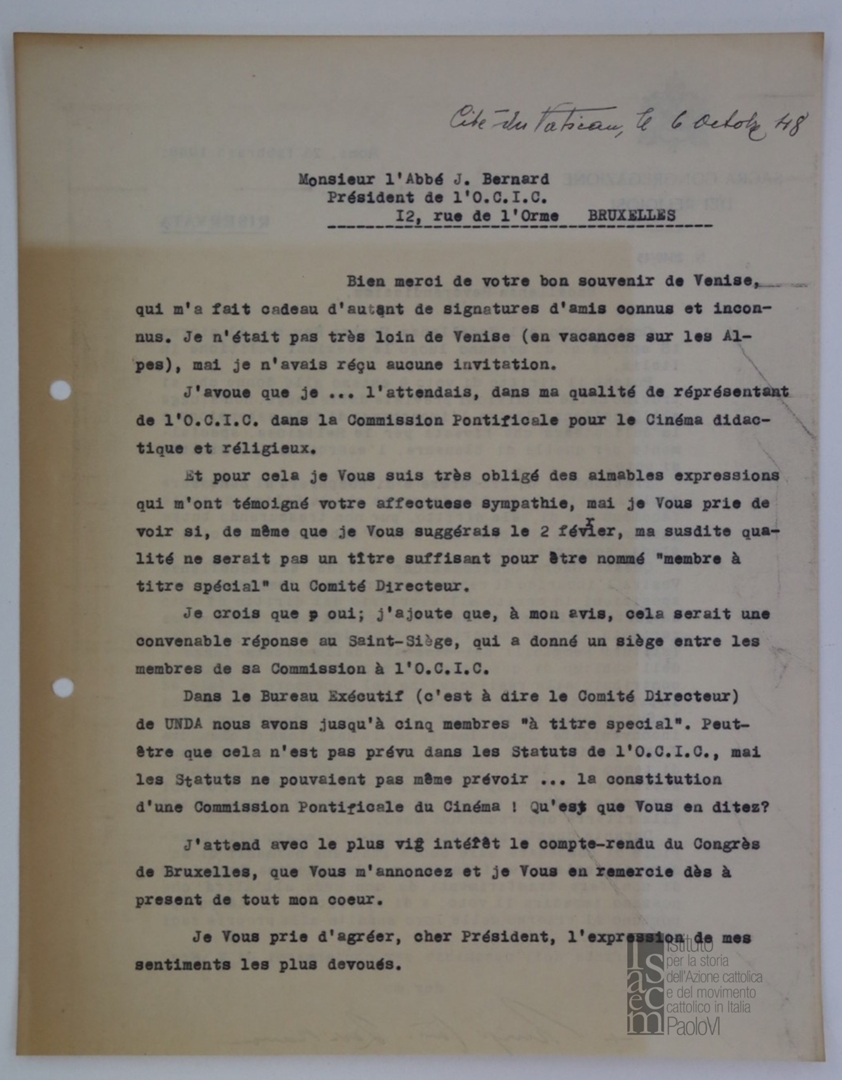 Cité du Vatican, le 6 Octobre 48
Monsieur l'Abbé J. Bernard
Président de l'O.C.I.C.
I2, rue de l'Orme BRUXELLES
Bien merci de votre bon souvenir de Venise,
qui m'a fait cadeau d'autant de signatures d'amis connus et incon-
nus. Je n'était pas très loin de Venise (en vacances sur les Al-
pes), mai je n'avais réçu aucune invitation.
J'avoue que je ... l'attendais, dans ma qualité de répréséntant
de l'O.C.I.C. dans la Commission Pontificale pour le Cinéma didac-
tique et réligieux.
Et pour cela je Vous suis très obligé des aimables expressions
qui m'ont témoigné votre affectuese sympathie, mai je Vous prie de
voir si, de même que je Vous suggérais le 2 févier, ma susdite qua-
lité ne serait pas un tître suffisant pour être nommé "membre à
titre spécial" du Comité Directeur.
Je crois que p oui; j'ajoute que, à mon avis, cela serait une
convenable réponse au Saint-Siège, qui a donné un siège entre les
membres de sa Commission à l'O.C.I.C.
Dans le Bureau Exécutif (c'est à dire le Comité Directeur)
de UNDA nous avons jusqu'à cinq membres "à titre special". Peut-
être que cela n'est pas prévu dans les Statuts de l'O.C.I.C., mai
les Statuts ne pouvaient pas même prévoir ... la constitution
d'une Commission Pontificale du Cinéma ! Qu'est que Vous en ditez?
J'attend avec le plus vif intérêt le compte-rendu du Congrès
de Bruxelles, que Vous m'annoncez et je Vous en remercie dès à
present de tout mon coeur.
Je Vous prie d'agréer, cher Président, l'expression de mes
sentiments les plus devoués.
Isacem
Istituto
per la storia
dell'Azione cattolica
e del movimento
cattolico in Italia
PaoloVI